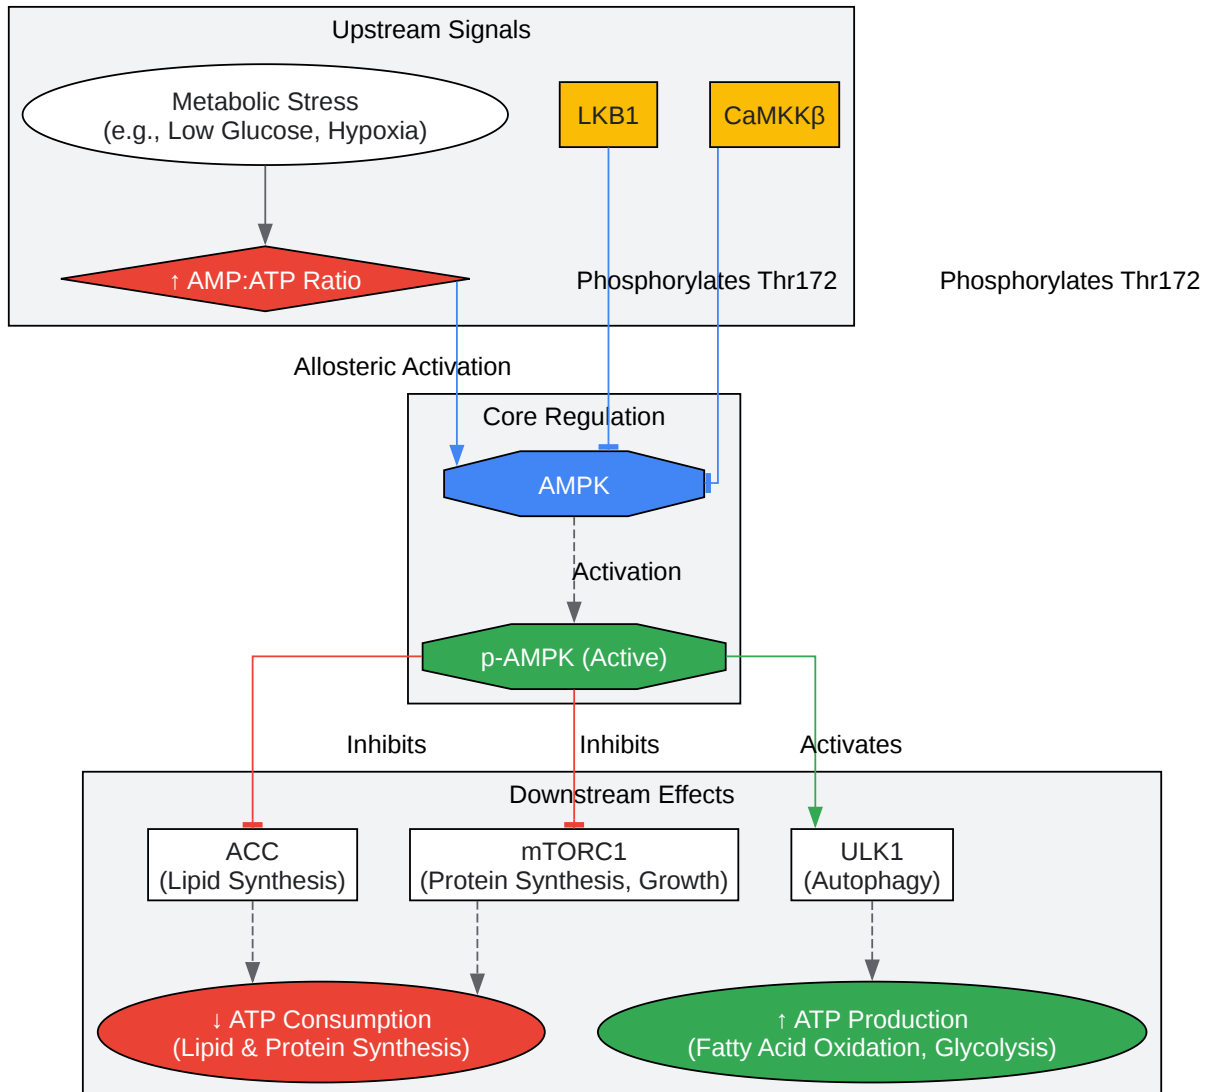 Upstream Signals
Metabolic Stress
(e.g., Low Glucose, Hypoxia)
LKB1
CaMKKβ
↑ AMP:ATP Ratio
Phosphorylates Thr172
Phosphorylates Thr172
Allosteric Activation
Core Regulation
AMPK
Activation
p-AMPK (Active)
Inhibits
Inhibits
Activates
Downstream Effects
ACC
(Lipid Synthesis)
mTORC1
(Protein Synthesis, Growth)
ULK1
(Autophagy)
↓ ATP Consumption
(Lipid & Protein Synthesis)
↑ ATP Production
(Fatty Acid Oxidation, Glycolysis)